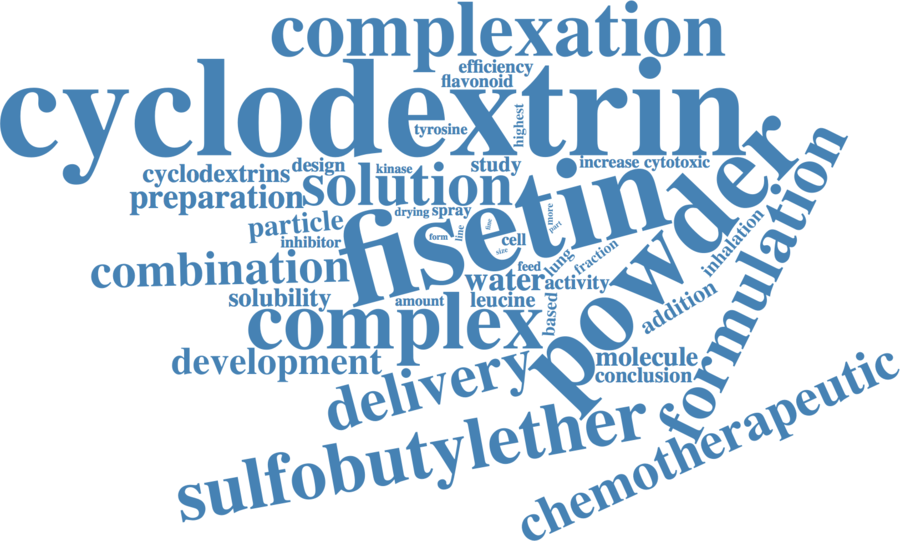 complexation
efficiency
flavonoid
cyclodextrin
tyrosine
highest
cyclodextrins
design
kinase
study
increase
cytotoxic
preparation
solution
powder
formulation
particle
drying
spray
fisetin
form
line
fine
more
part
inhibitor
cell
size
lung
fraction
inhalation
combination
feed
water
activity
solubility
amount
leucine
based
addition
complex
development
molecule
conclusion
delivery
sulfobutylether
chemotherapeutic